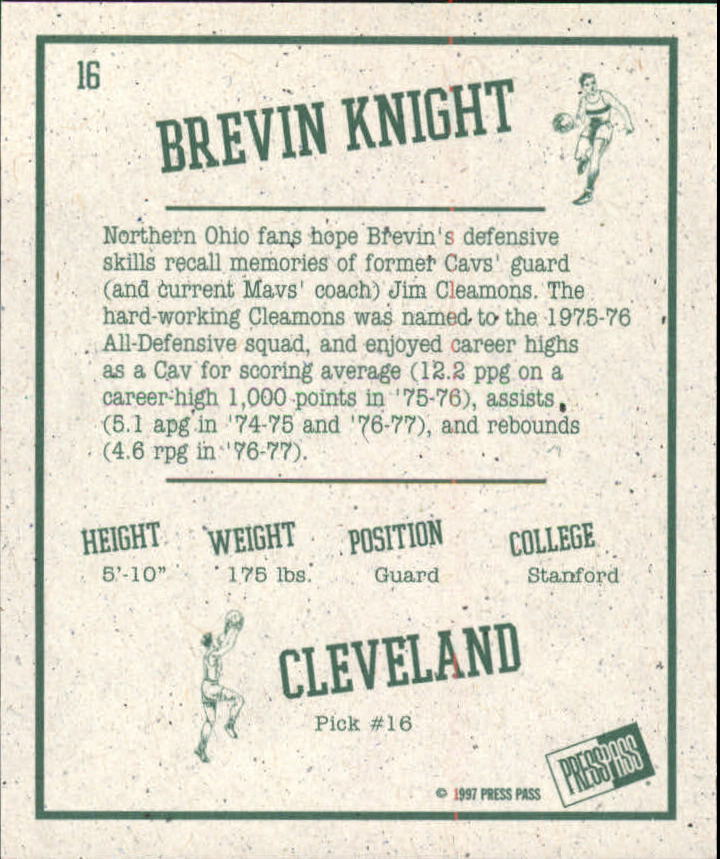 16
BREVIN KNIGHT
Northern Ohio fans hope Brevin's defensive
skills recall memories of former Cavs' guard
(and current Mavs' coach) Jim Cleamons. The
hard-working Cleamons was named to the 1975-76
All-Defensive squad, and enjoyed career highs
as a Cav for scoring average (12.2 ppg on a
career-high 1,000 points in '75-76), assists
(5.1 apg in '74-75 and '76-77), and rebounds
(4.6 rpg in '76-77).
HEIGHT WEIGHT POSITION COLLEGE
5'-10" 175 lbs. Guard Stanford
CLEVELAND
Pick #16
PRESS PASS
© 1997 PRESS PASS